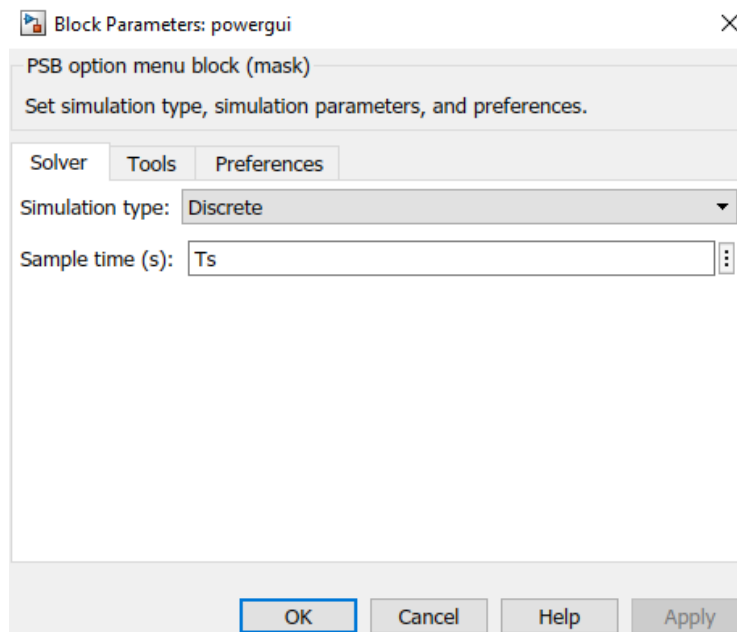 Block Parameters: powergui
PSB option menu block (mask)
Set simulation type, simulation parameters, and preferences.
Solver Tools Preferences
Simulation type: Discrete
Sample time (s): Ts
OK Cancel Help Apply